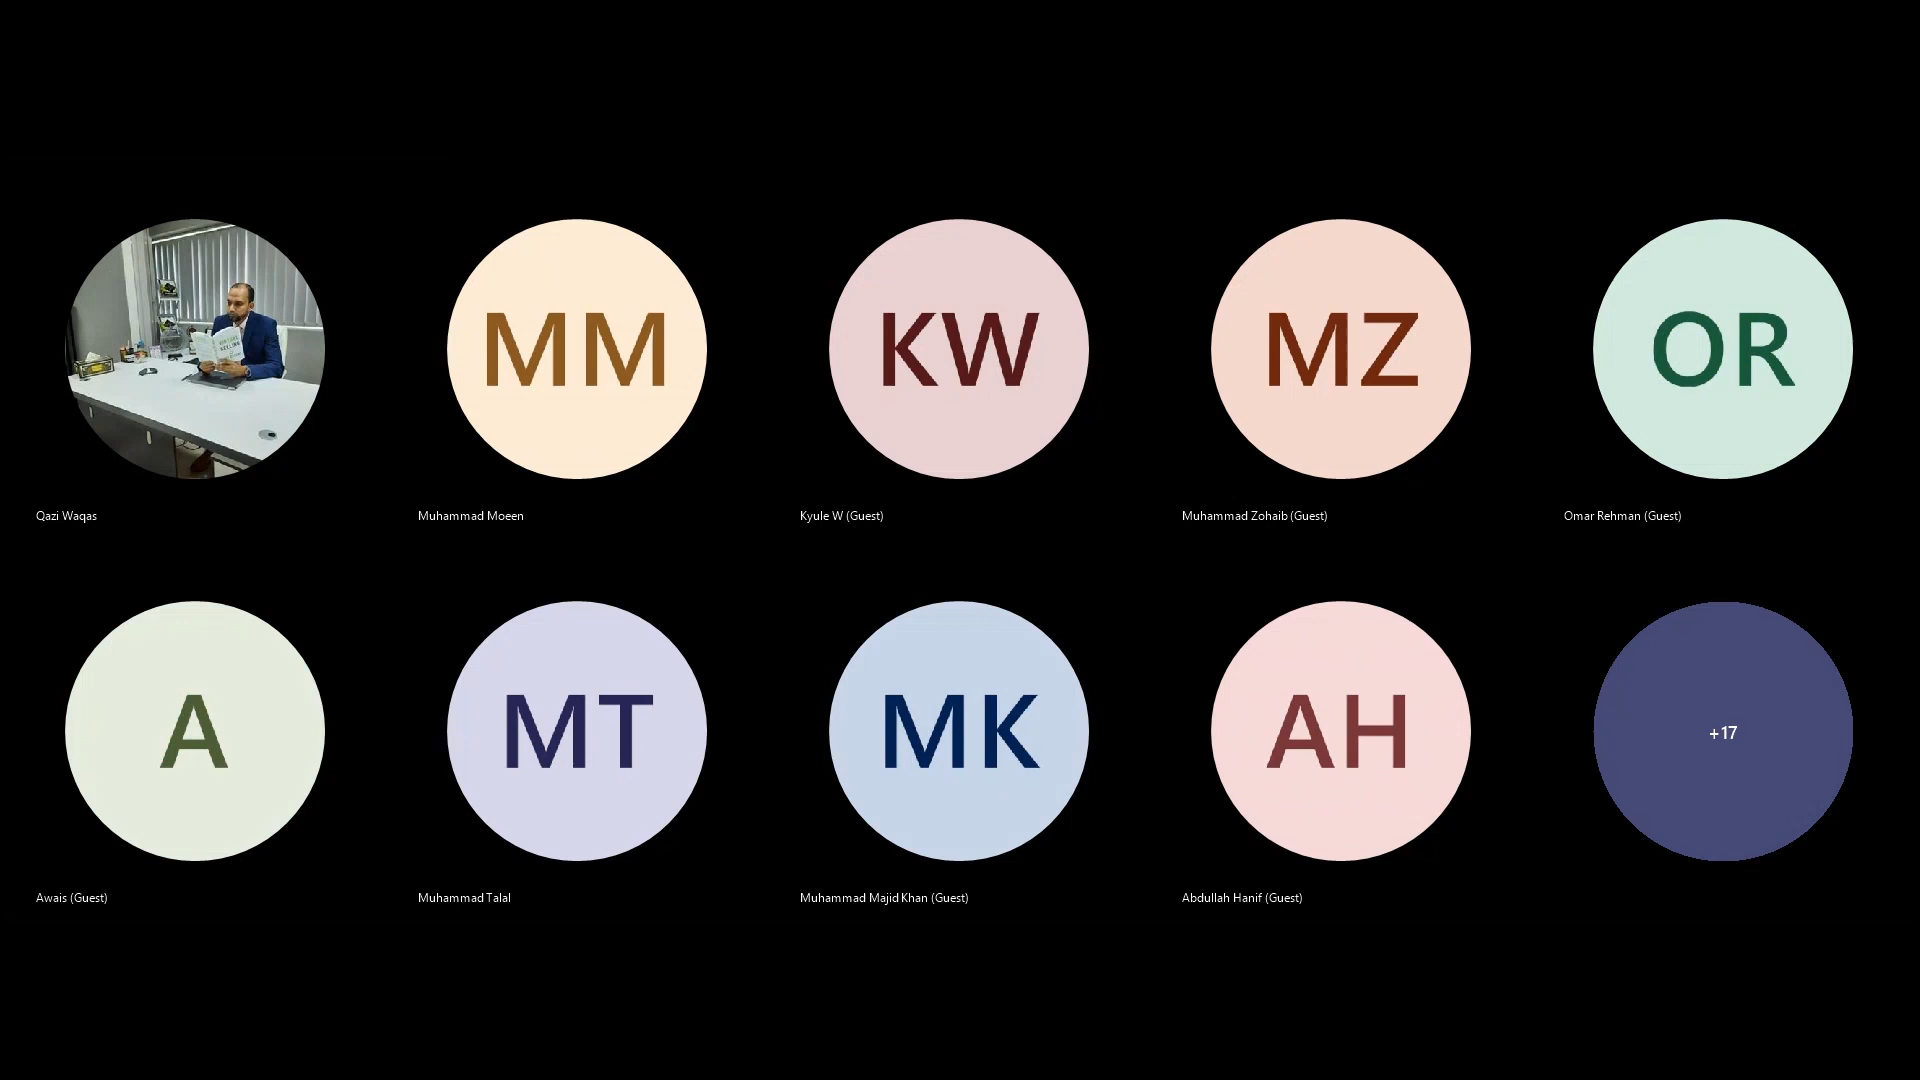 MM
KW
MZ
OR
Qazi Waqas
Muhammad Moeen
Kyule W (Guest)
Muhammad Zohaib (Guest)
Omar Rehman (Guest)
A
MT
MK
AH
+17
Awais (Guest)
Muhammad Talal
Muhammad Majid Khan (Guest)
Abdullah Hanif (Guest)